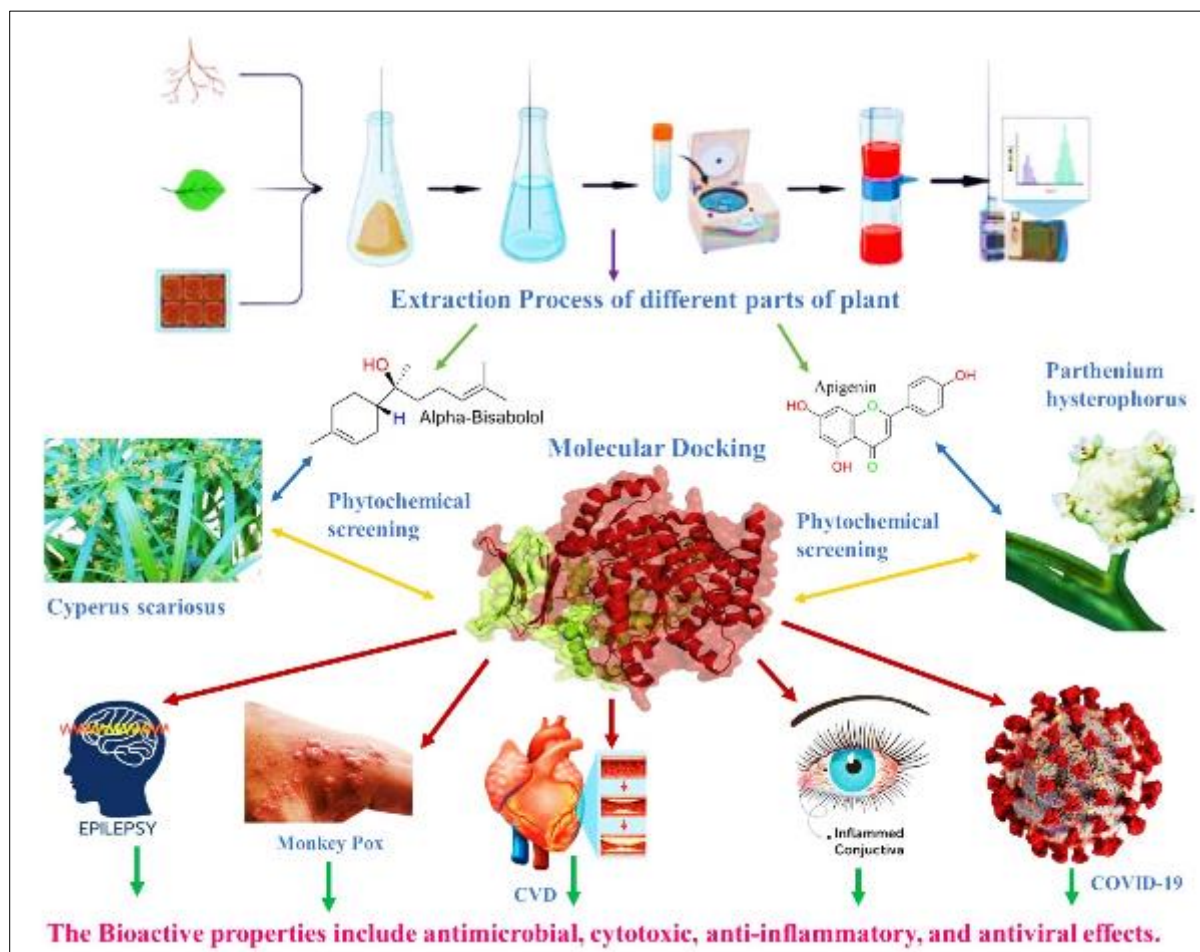 Extraction Process of different parts of plant
HO
H
Alpha-Bisabolol
Apigenin
OH
HO
O
OH
O
Parthenium
hysterophorus
Molecular Docking
Phytochemical
screening
Phytochemical
screening
Cyperus scariosus
EPILEPSY
Monkey Pox
CVD
Inflammed
Conjuctiva
COVID-19
The Bioactive properties include antimicrobial, cytotoxic, anti-inflammatory, and antiviral effects.